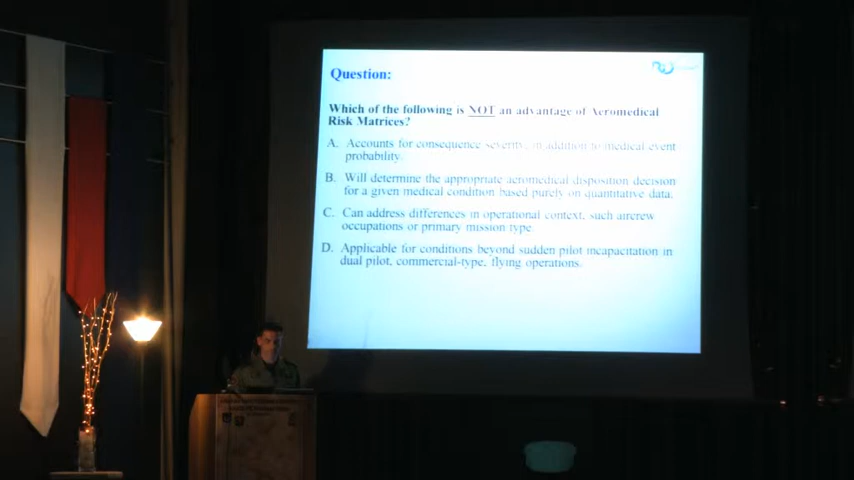 Question:
Which of the following is NOT an advantage of Aeromedical
Risk Matrices?
A. Accounts for consequence severity, in addition to medical event
probability.
B. Will determine the appropriate aeromedical disposition decision
for a given medical condition based purely on quantitative data.
C. Can address differences in operational context, such aircrew
occupations or primary mission type.
D. Applicable for conditions beyond sudden pilot incapacitation in
dual pilot, commercial-type, flying operations.